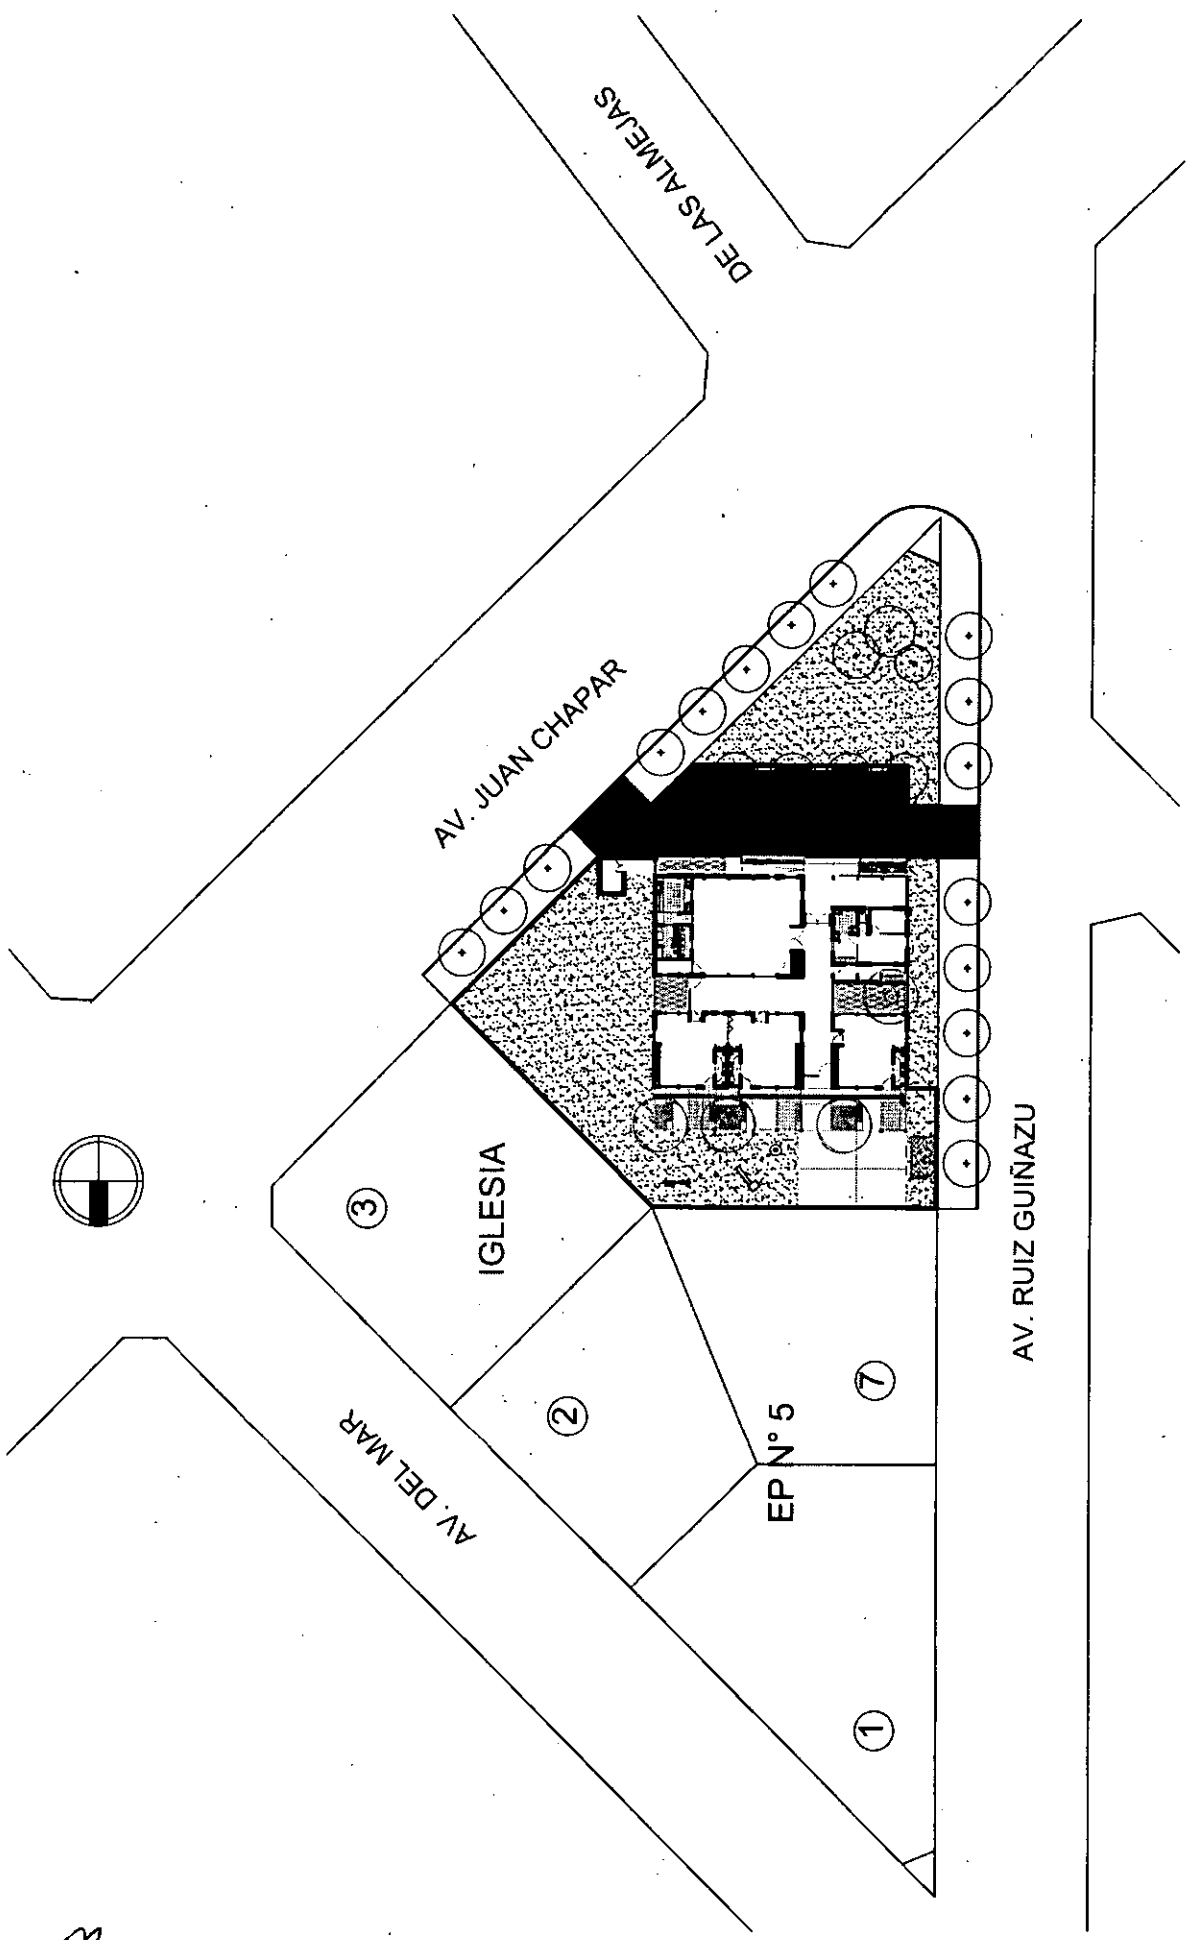 DE LAS ALMEJAS
AV. JUAN CHAPAR
3
IGLESIA
2
AV. DEL MAR
7
EP N° 5
1
AV. RUIZ GUIÑAZU